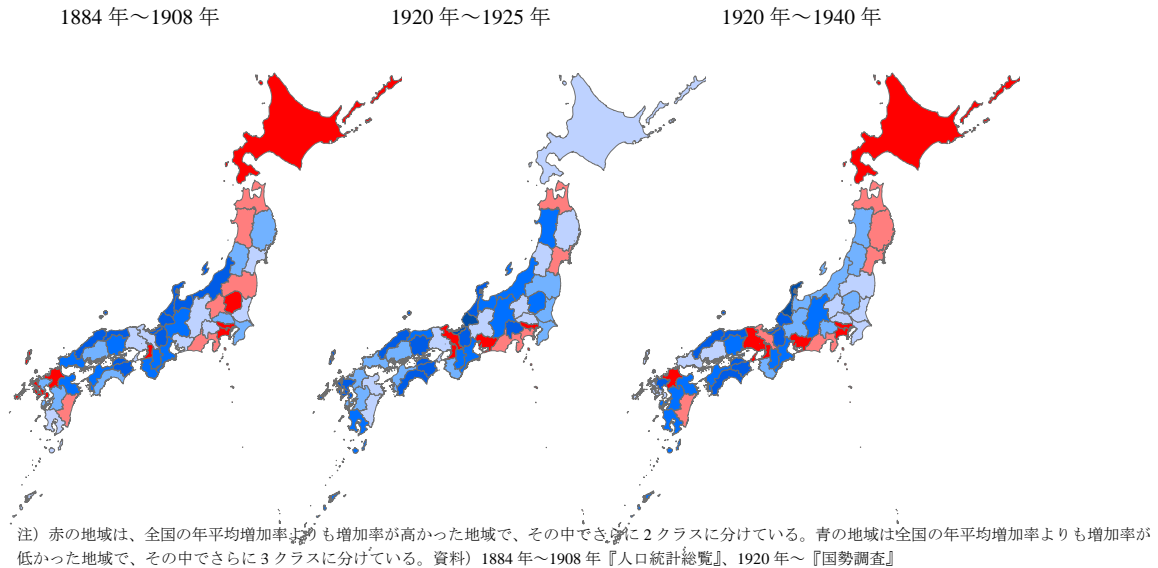 1884 年～1908 年
1920 年～1925 年
1920 年～1940 年
注）赤の地域は、全国の年平均増加率よりも増加率が高かった地域で、その中でさらに 2 クラスに分けている。青の地域は全国の年平均増加率よりも増加率が
低かった地域で、その中でさらに 3 クラスに分けている。資料）1884 年～1908 年『人口統計総覧』、1920 年～『国勢調査』